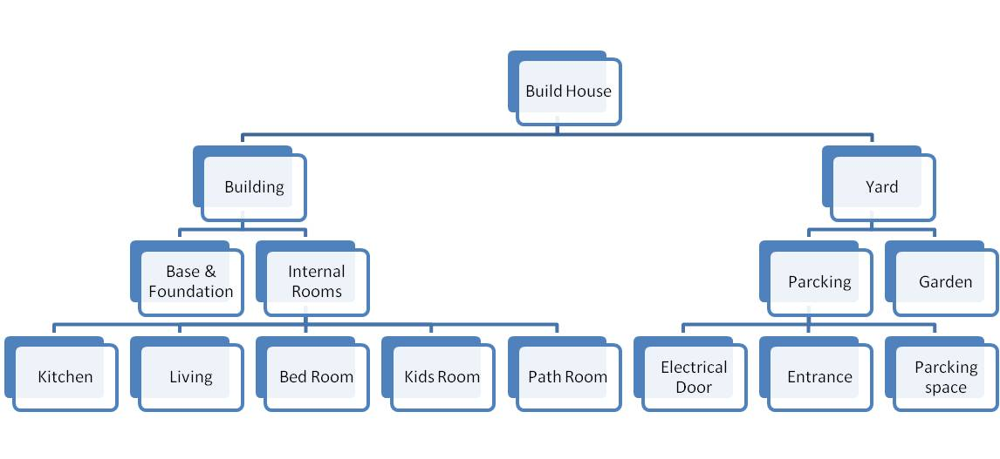 Build House
Building
Yard
Base &
Foundation
Internal
Rooms
Parcking
Garden
Kitchen
Living
Bed Room
Kids Room
Path Room
Electrical
Door
Entrance
Parcking
space